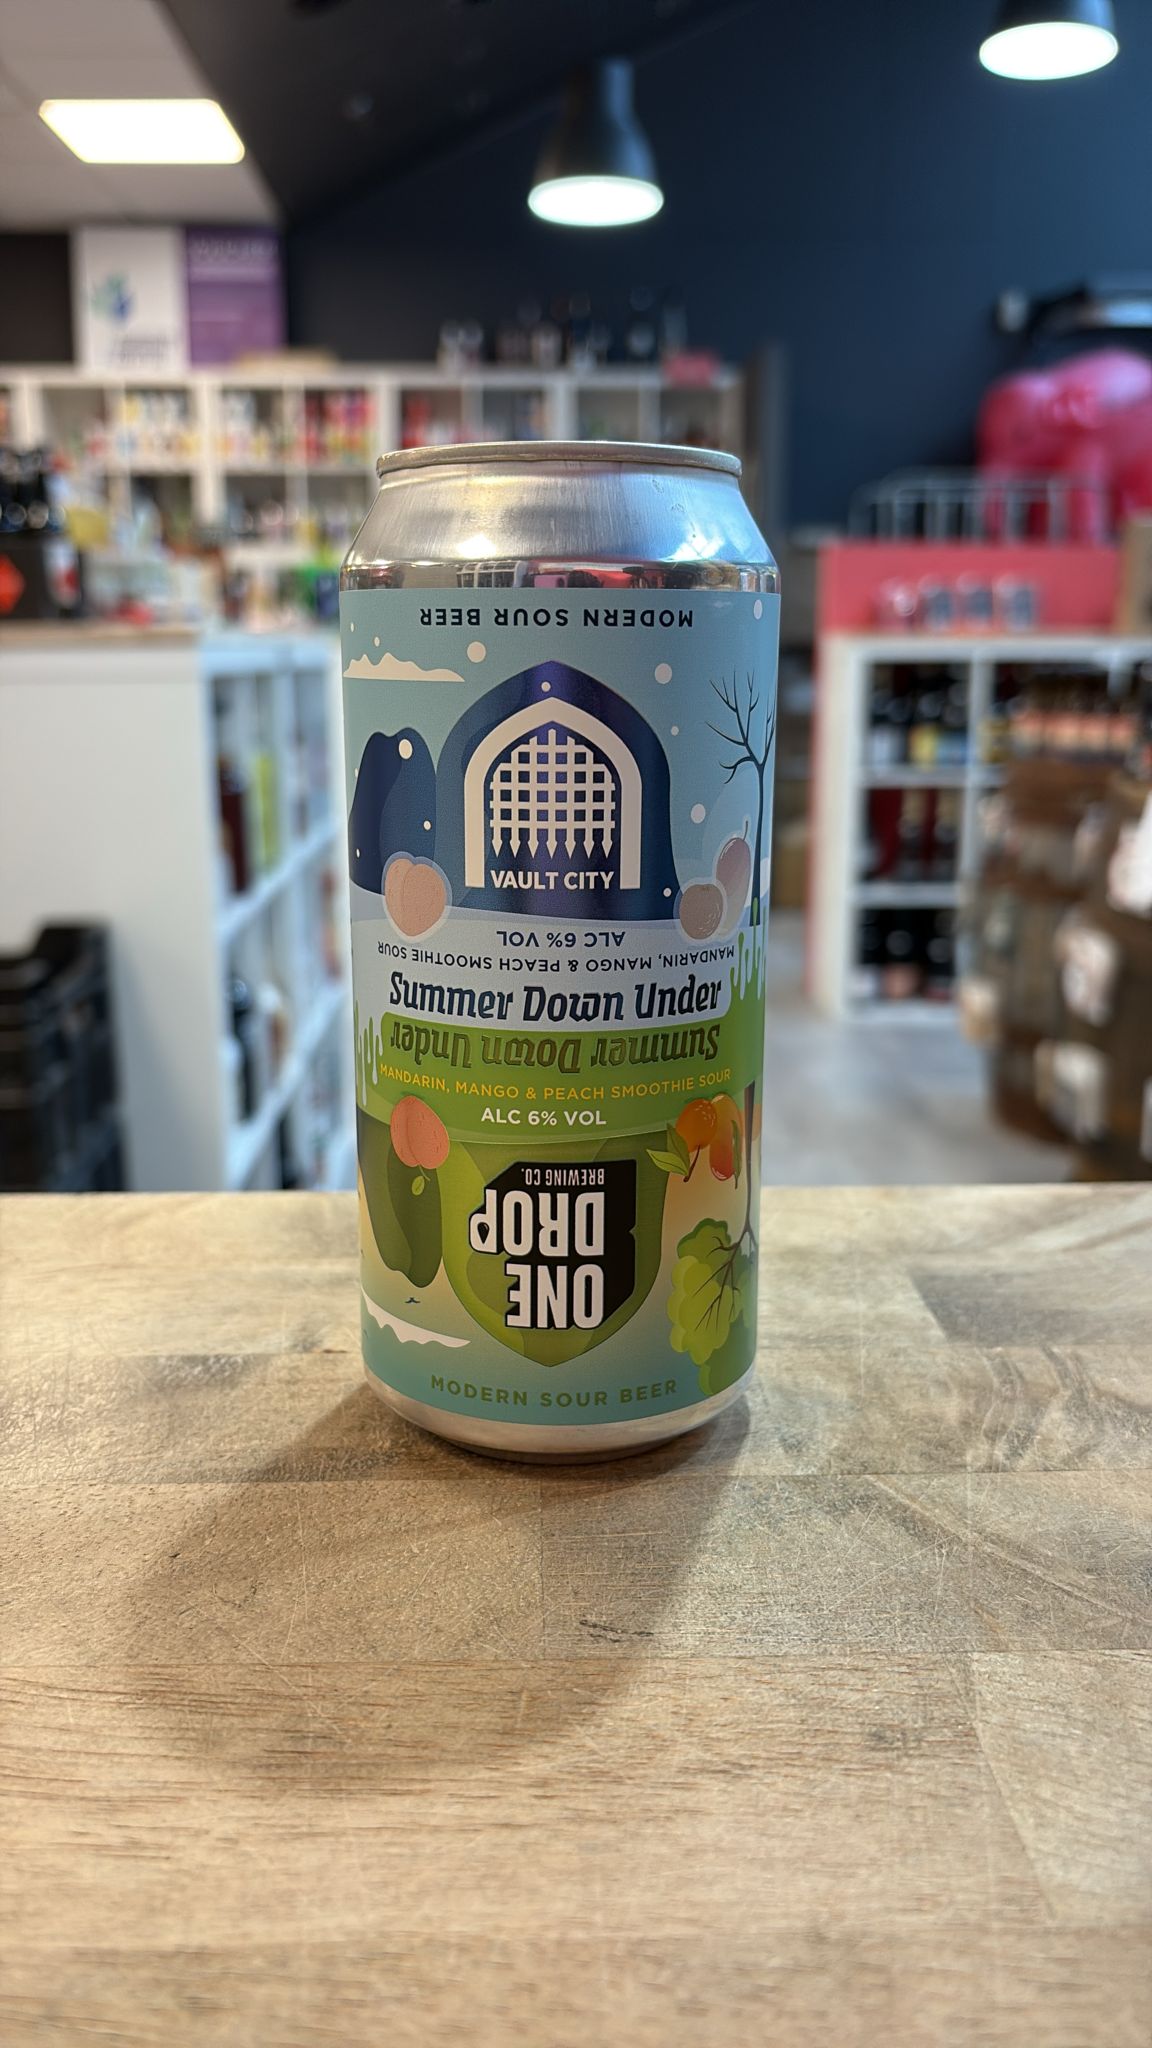 MODERN SOUR BEER
VAULT CITY
ALC 6% VOL
MANDARIN, MANGO & PEACH SMOOTHIE SOUR
Summer Down Under
Summer Down Under
MANDARIN, MANGO & PEACH SMOOTHIE SOUR
ALC 6% VOL
ONE
DROP
BREWING CO.
MODERN SOUR BEER